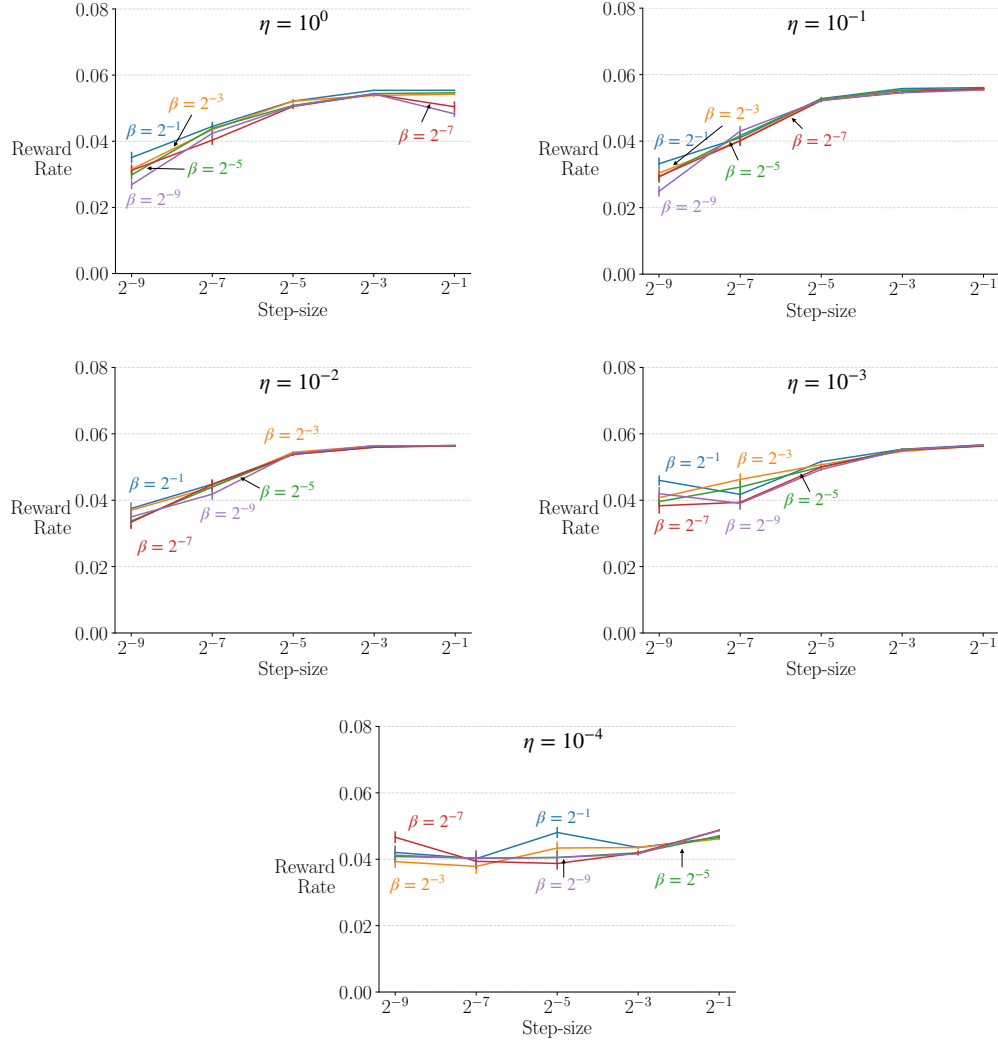 η = 10⁰
0.08
0.06
0.04
0.02
0.00
Reward
Rate
β = 2⁻³
β = 2⁻¹
β = 2⁻⁷
β = 2⁻⁵
β = 2⁻⁹
2⁻⁹ 2⁻⁷ 2⁻⁵ 2⁻³ 2⁻¹
Step-size
η = 10⁻¹
0.08
0.06
0.04
0.02
0.00
Reward
Rate
β = 2⁻³
β = 2⁻¹
β = 2⁻⁷
β = 2⁻⁵
β = 2⁻⁹
2⁻⁹ 2⁻⁷ 2⁻⁵ 2⁻³ 2⁻¹
Step-size
η = 10⁻²
0.08
0.06
0.04
0.02
0.00
Reward
Rate
β = 2⁻³
β = 2⁻¹
β = 2⁻⁵
β = 2⁻⁹
β = 2⁻⁷
2⁻⁹ 2⁻⁷ 2⁻⁵ 2⁻³ 2⁻¹
Step-size
η = 10⁻³
0.08
0.06
0.04
0.02
0.00
Reward
Rate
β = 2⁻¹
β = 2⁻³
β = 2⁻⁵
β = 2⁻⁷
β = 2⁻⁹
2⁻⁹ 2⁻⁷ 2⁻⁵ 2⁻³ 2⁻¹
Step-size
η = 10⁻⁴
0.08
0.06
0.04
0.02
0.00
Reward
Rate
β = 2⁻⁷
β = 2⁻¹
β = 2⁻³
β = 2⁻⁹
β = 2⁻⁵
2⁻⁹ 2⁻⁷ 2⁻⁵ 2⁻³ 2⁻¹
Step-size